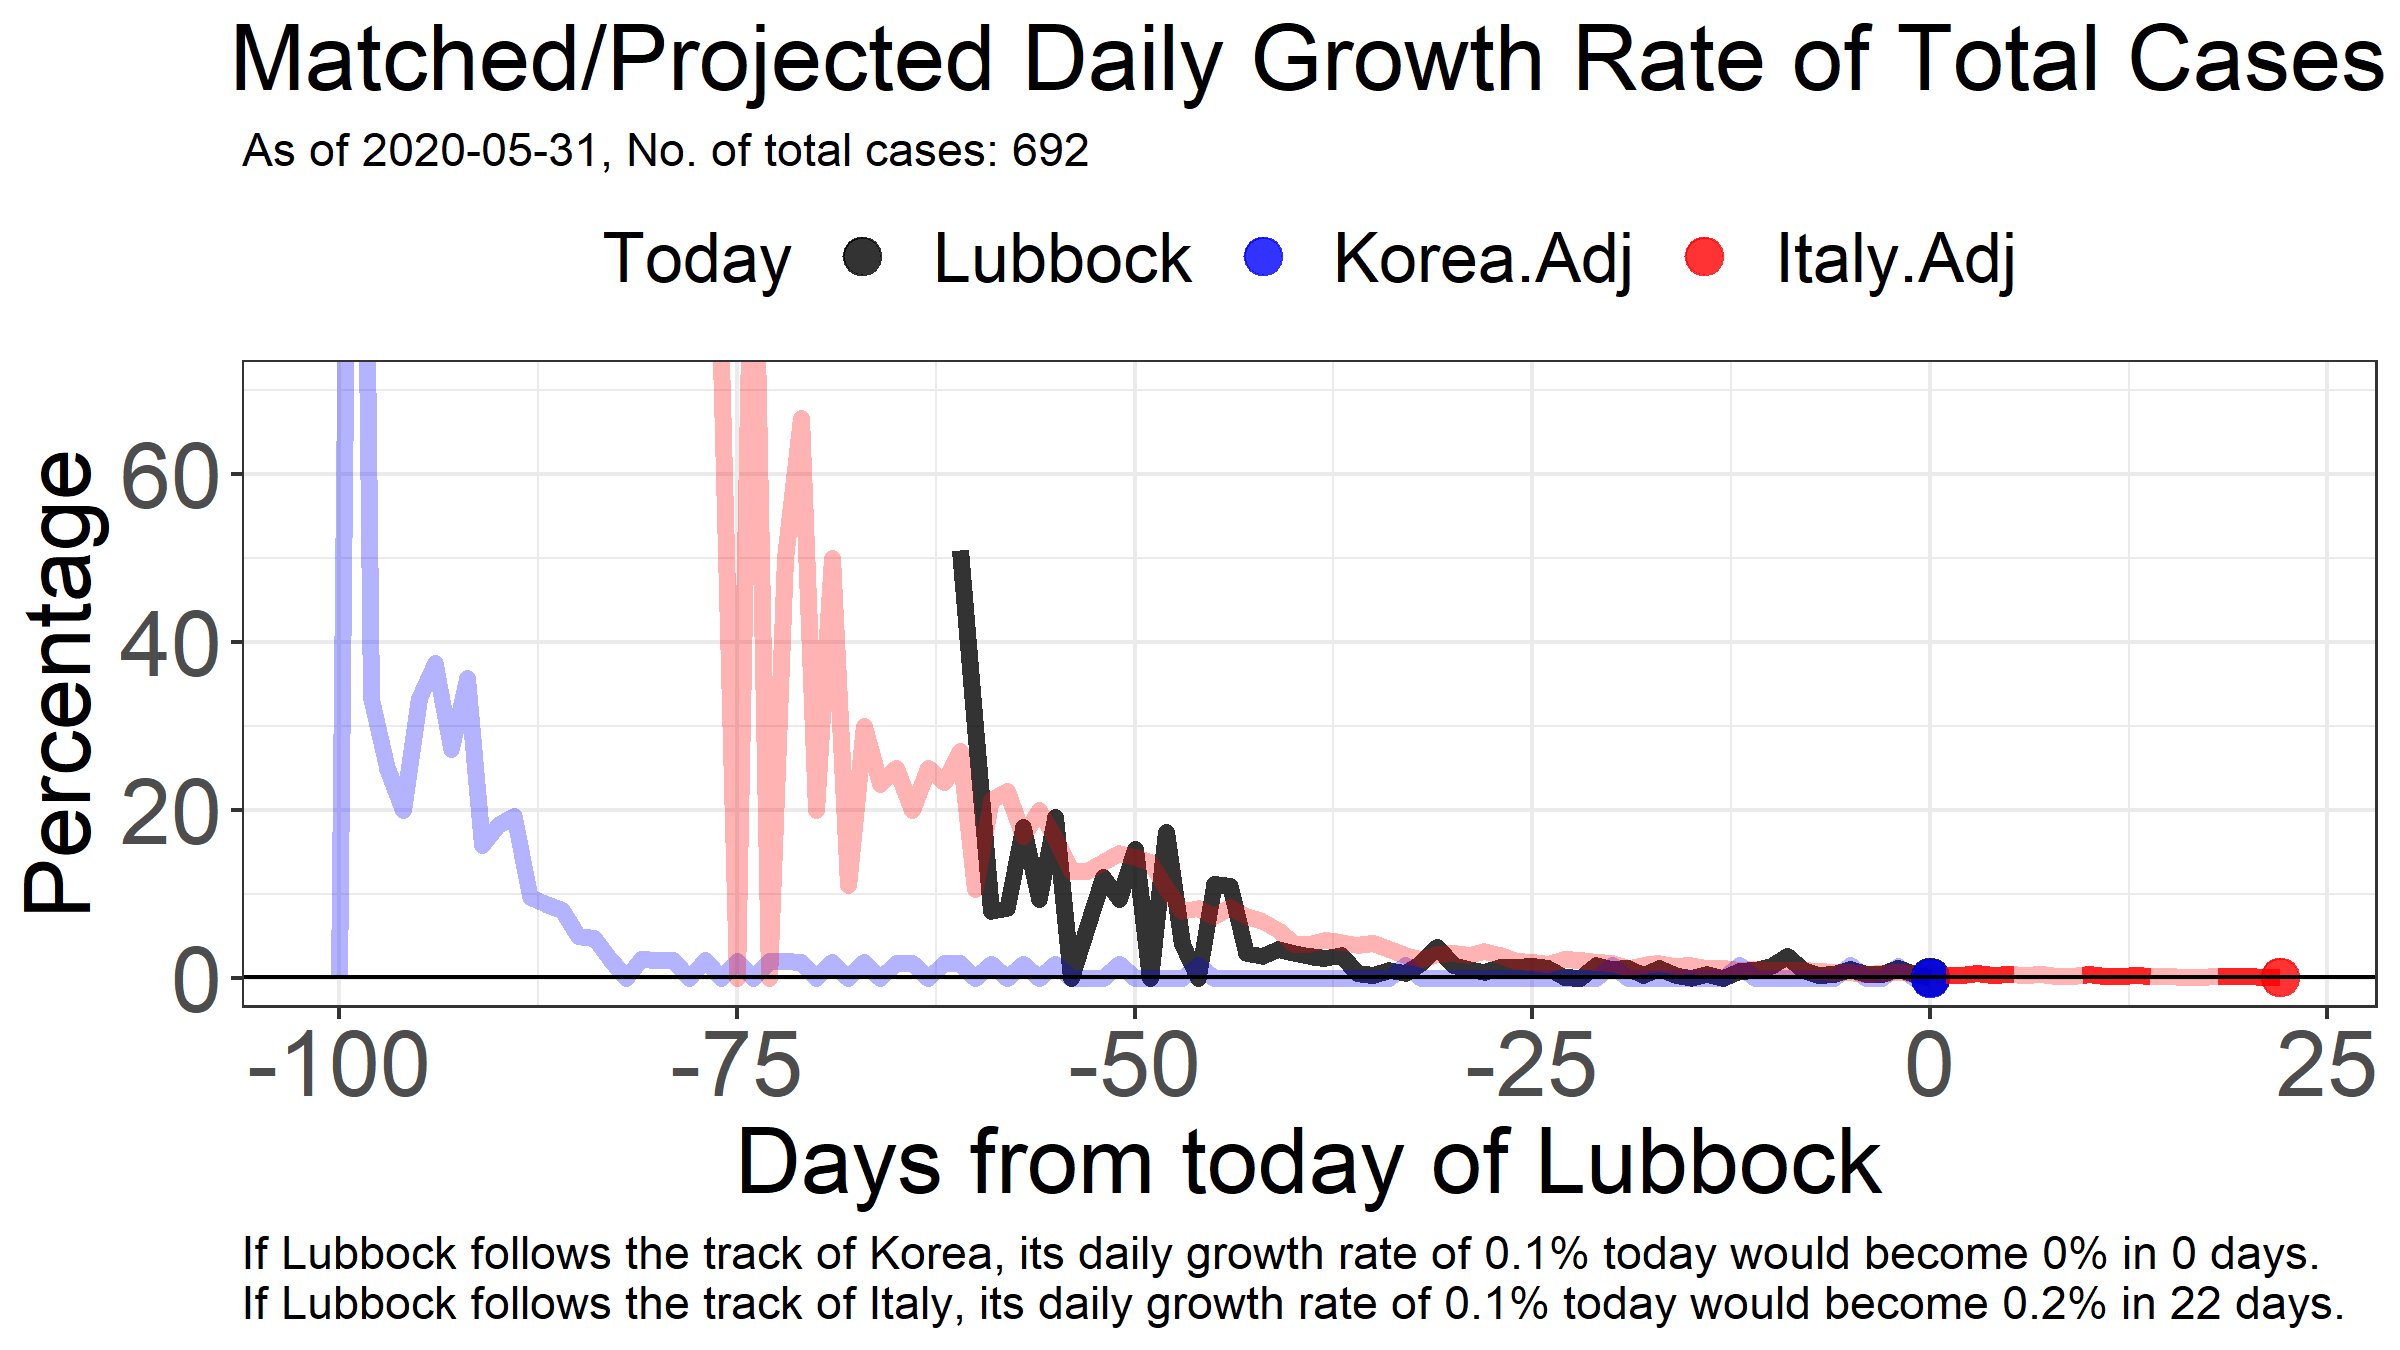 Matched/Projected Daily Growth Rate of Total Cases
As of 2020-05-31, No. of total cases: 692
Today Lubbock Korea.Adj Italy.Adj
Percentage
60
40
20
0
-100 -75 -50 -25 0 25
Days from today of Lubbock
If Lubbock follows the track of Korea, its daily growth rate of 0.1% today would become 0% in 0 days.
If Lubbock follows the track of Italy, its daily growth rate of 0.1% today would become 0.2% in 22 days.